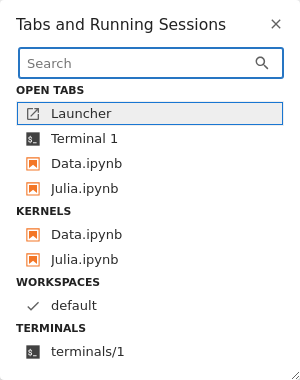 Tabs and Running Sessions
Search
OPEN TABS
Launcher
Terminal 1
Data.ipynb
Julia.ipynb
KERNELS
Data.ipynb
Julia.ipynb
WORKSPACES
default
TERMINALS
terminals/1